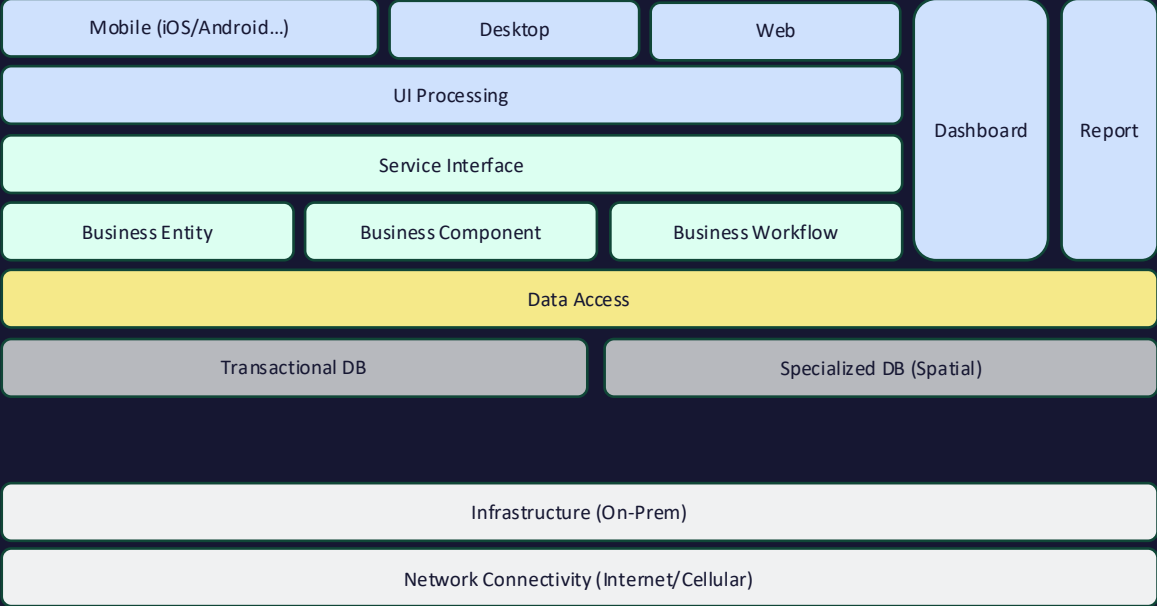 Mobile (iOS/Android...)
Desktop
Web
UI Processing
Dashboard
Report
Service Interface
Business Entity
Business Component
Business Workflow
Data Access
Transactional DB
Specialized DB (Spatial)
Infrastructure (On-Prem)
Network Connectivity (Internet/Cellular)